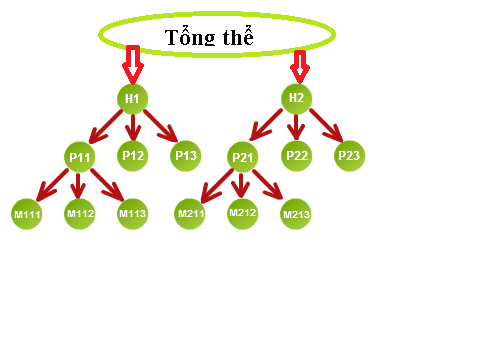 Tổng thể
H1 H2
P11 P12 P13 P21 P22 P23
M111 M112 M113 M211 M212 M213